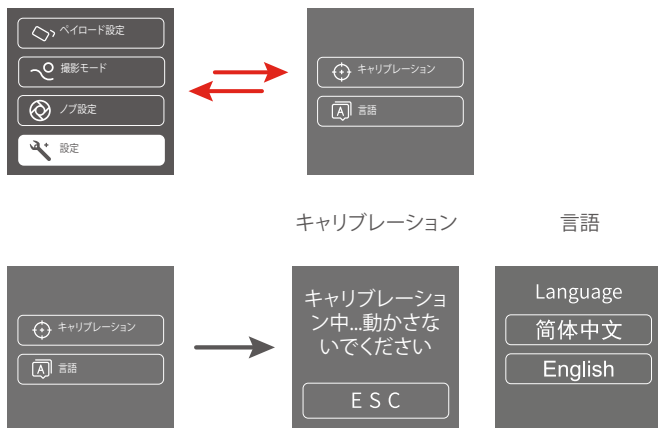 ペイロード設定
撮影モード
ノブ設定
設定
キャリブレーション
A 言語
キャリブレーション
言語
キャリブレーション
A 言語
キャリブレーショ
ン中...動かさな
いでください
ESC
Language
简体中文
English